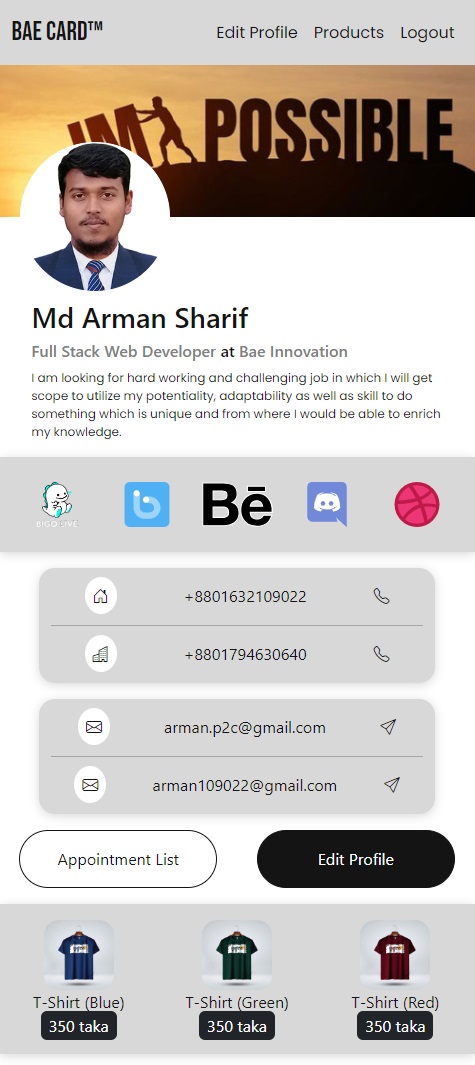 BAE CARD™
Edit Profile Products Logout
IM POSSIBLE
Md Arman Sharif
Full Stack Web Developer at Bae Innovation
I am looking for hard working and challenging job in which I will get
scope to utilize my potentiality, adaptability as well as skill to do
something which is unique and from where I would be able to enrich
my knowledge.
BIGO LIVE
Bē
+8801632109022
+8801794630640
arman.p2c@gmail.com
arman109022@gmail.com
Appointment List
Edit Profile
T-Shirt (Blue)
350 taka
T-Shirt (Green)
350 taka
T-Shirt (Red)
350 taka